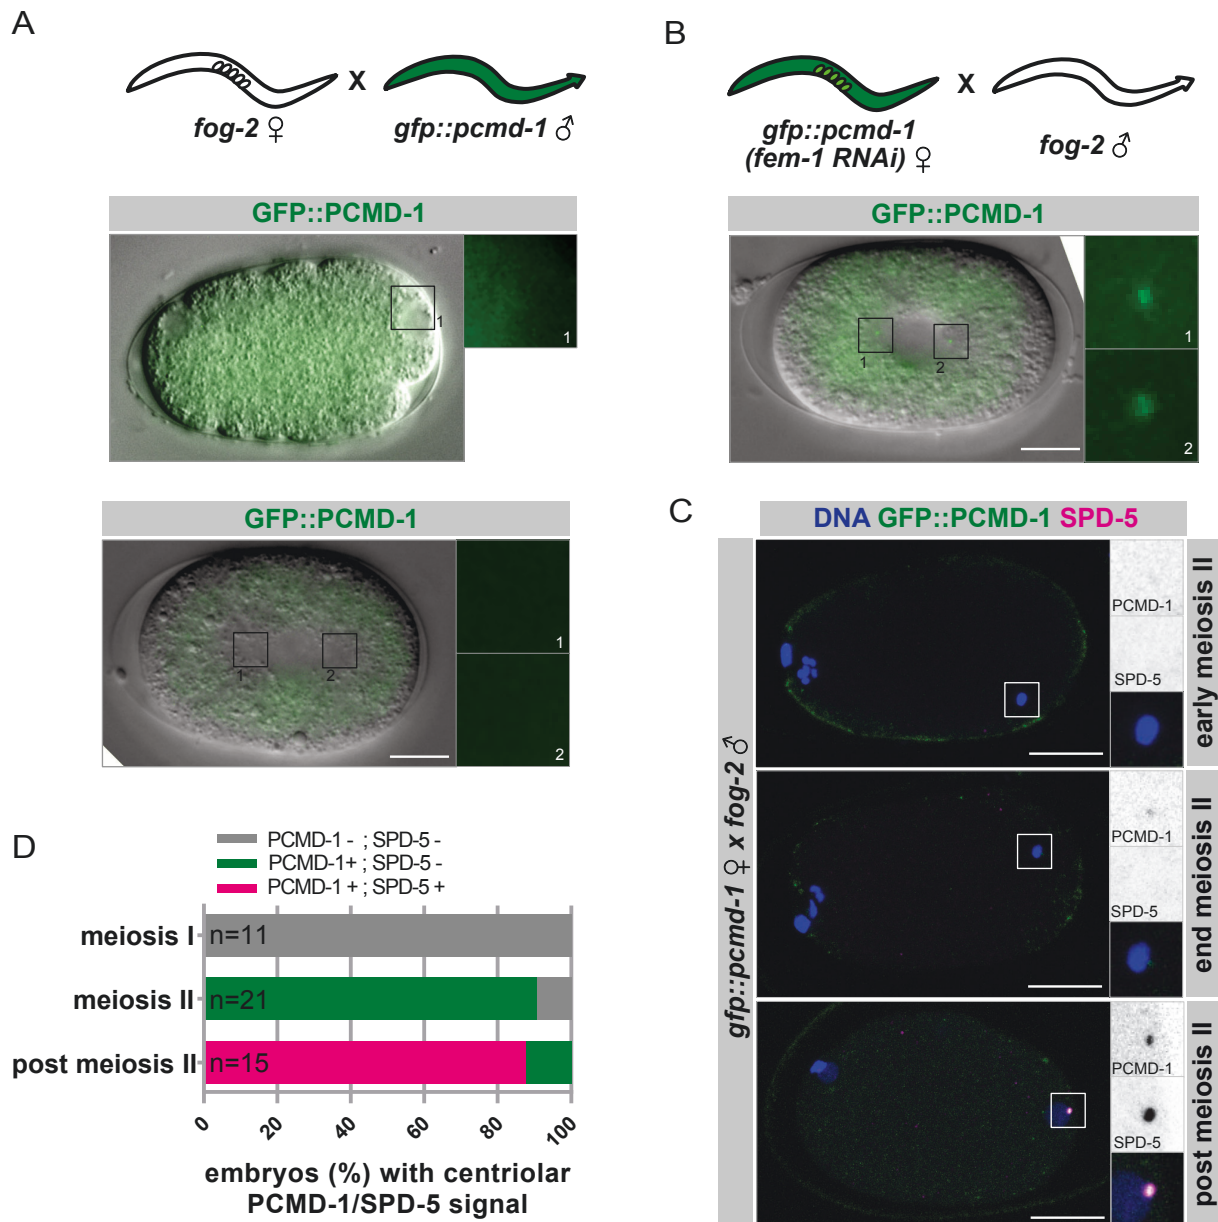 A
X
fog-2 ♀
gfp::pcmd-1 ♂
GFP::PCMD-1
1
1
GFP::PCMD-1
1
2
1
2
B
X
gfp::pcmd-1
(fem-1 RNAi) ♀
fog-2 ♂
GFP::PCMD-1
1
2
1
2
C
DNA GFP::PCMD-1 SPD-5
gfp::pcmd-1 ♀ x fog-2 ♂
PCMD-1
SPD-5
early meiosis II
PCMD-1
SPD-5
end meiosis II
PCMD-1
SPD-5
post meiosis II
D
PCMD-1 - ; SPD-5 -
PCMD-1+ ; SPD-5 -
PCMD-1 + ; SPD-5 +
meiosis I
n=11
meiosis II
n=21
post meiosis II
n=15
0
20
40
60
80
100
embryos (%) with centriolar
PCMD-1/SPD-5 signal